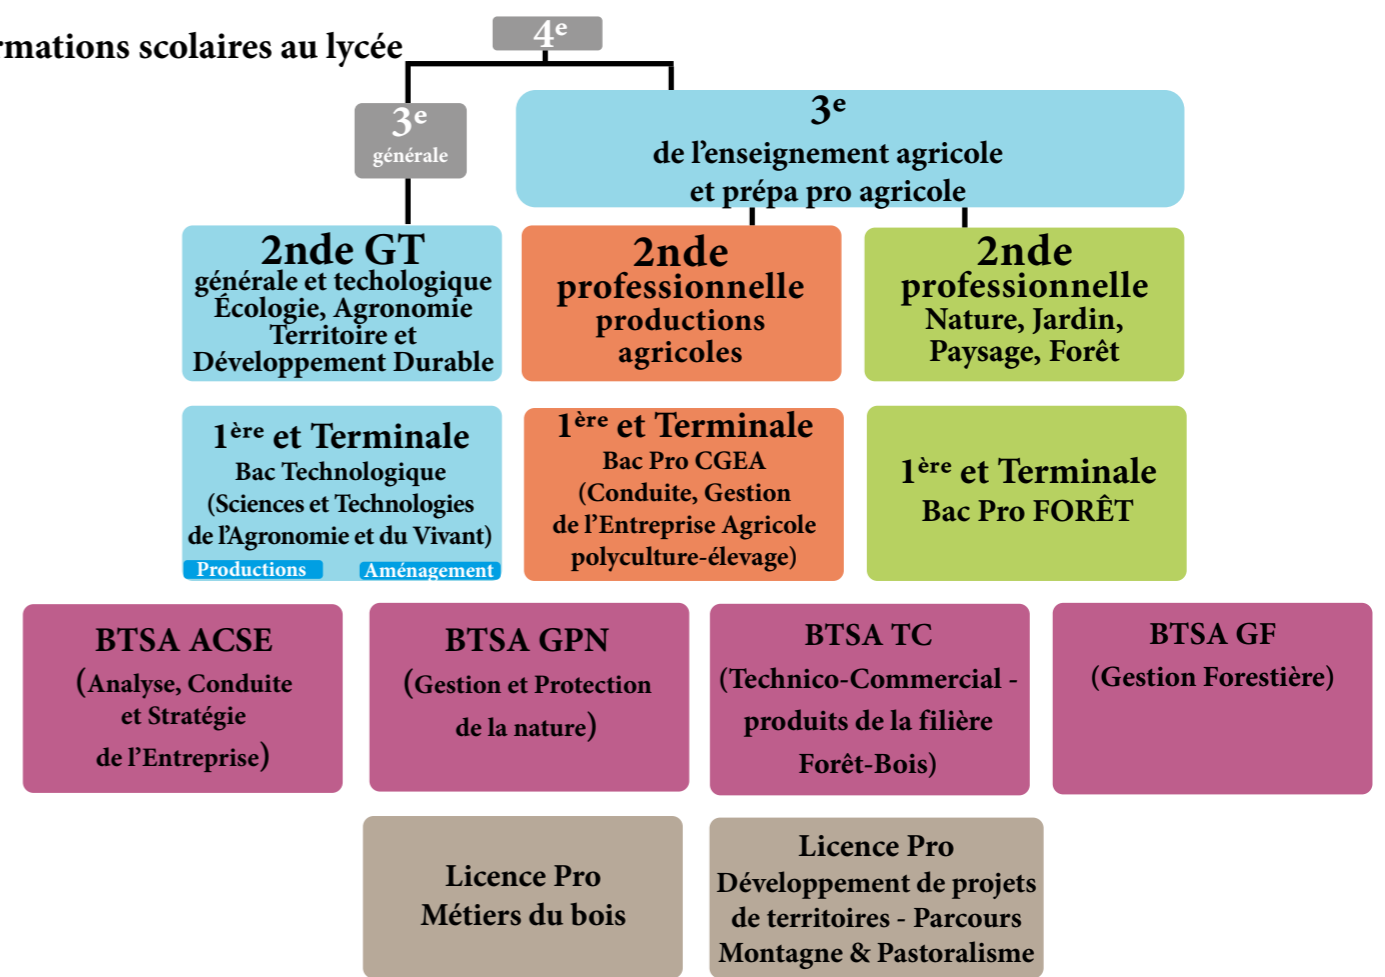 rmations scolaires au lycée
4e
3e
générale
3e
de l'enseignement agricole
et prépa pro agricole
2nde GT
générale et techologique
Écologie, Agronomie
Territoire et
Développement Durable
2nde
professionnelle
productions
agricoles
2nde
professionnelle
Nature, Jardin,
Paysage, Forêt
1ère et Terminale
Bac Technologique
(Sciences et Technologies
de l'Agronomie et du Vivant)
Productions
Aménagement
1ère et Terminale
Bac Pro CGEA
(Conduite, Gestion
de l'Entreprise Agricole
polyculture-élevage)
1ère et Terminale
Bac Pro FORÊT
BTSA ACSE
(Analyse, Conduite
et Stratégie
de l'Entreprise)
BTSA GPN
(Gestion et Protection
de la nature)
BTSA TC
(Technico-Commercial -
produits de la filière
Forêt-Bois)
BTSA GF
(Gestion Forestière)
Licence Pro
Métiers du bois
Licence Pro
Développement de projets
de territoires - Parcours
Montagne & Pastoralisme